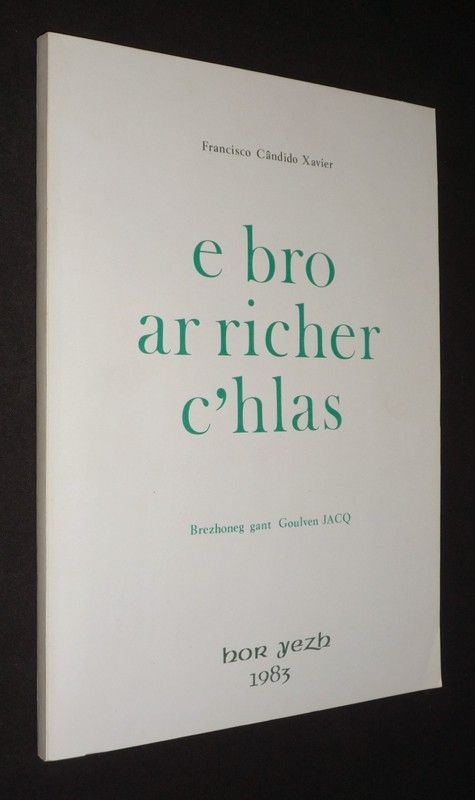 Francisco Cândido Xavier
e bro
ar richer
c'hlas
Brezhoneg gant Goulven JACQ
hor yezh
1983